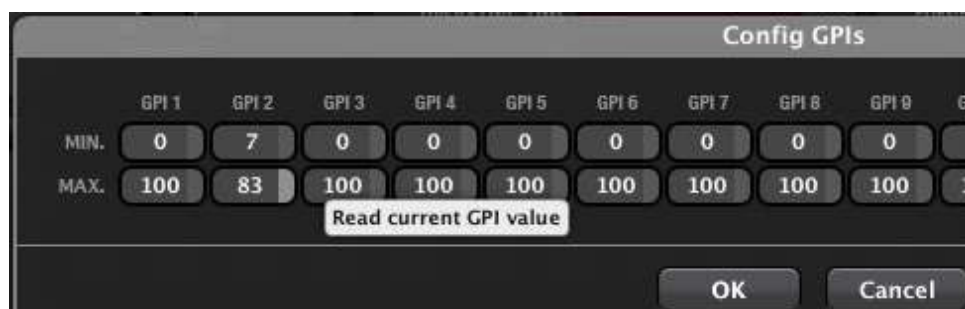 Config GPIs
GPI 1 GPI 2 GPI 3 GPI 4 GPI 5 GPI 6 GPI 7 GPI 8 GPI 9
MIN. 0 7 0 0 0 0 0 0 0
MAX. 100 83 100 100 100 100 100 100 100
Read current GPI value
OK Cancel